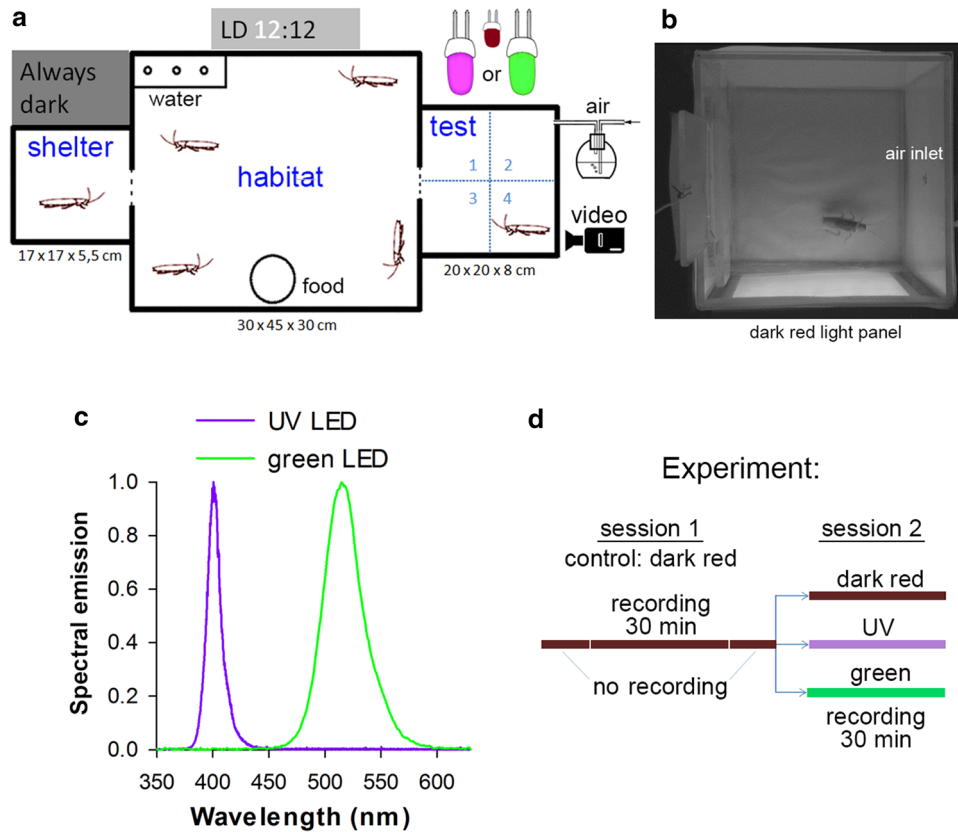 a
LD 12:12
Always
dark
water
or
air
shelter
habitat
test
1 2
3 4
video
food
17 x 17 x 5,5 cm
20 x 20 x 8 cm
30 x 45 x 30 cm
b
air inlet
dark red light panel
c
UV LED
green LED
Spectral emission
1.0
0.8
0.6
0.4
0.2
0.0
350 400 450 500 550 600
Wavelength (nm)
d
Experiment:
session 1
control: dark red
recording
30 min
no recording
session 2
dark red
UV
green
recording
30 min